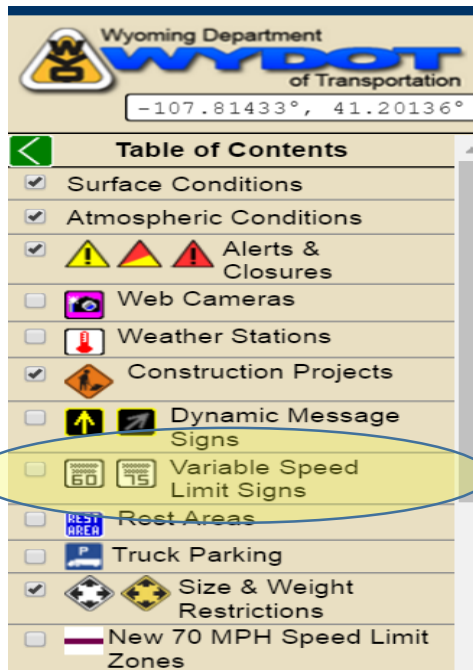 Wyoming Department
WYDOT
of Transportation
-107.81433°, 41.20136°
Table of Contents
Surface Conditions
Atmospheric Conditions
Alerts &
Closures
Web Cameras
Weather Stations
Construction Projects
Dynamic Message
Signs
60 75 Variable Speed
Limit Signs
REST
AREA Rest Areas
P Truck Parking
Size & Weight
Restrictions
New 70 MPH Speed Limit
Zones